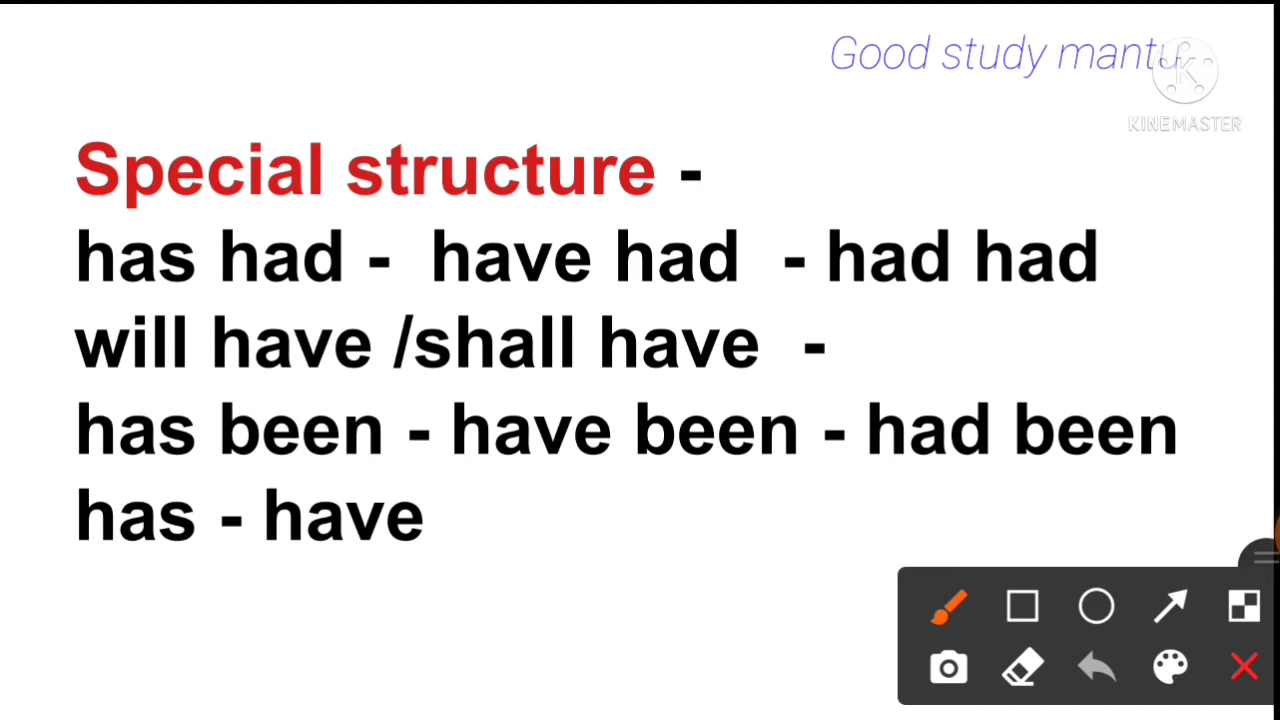 Good study mantu
KINEMASTER
Special structure -
has had - have had - had had
will have /shall have -
has been - have been - had been
has - have